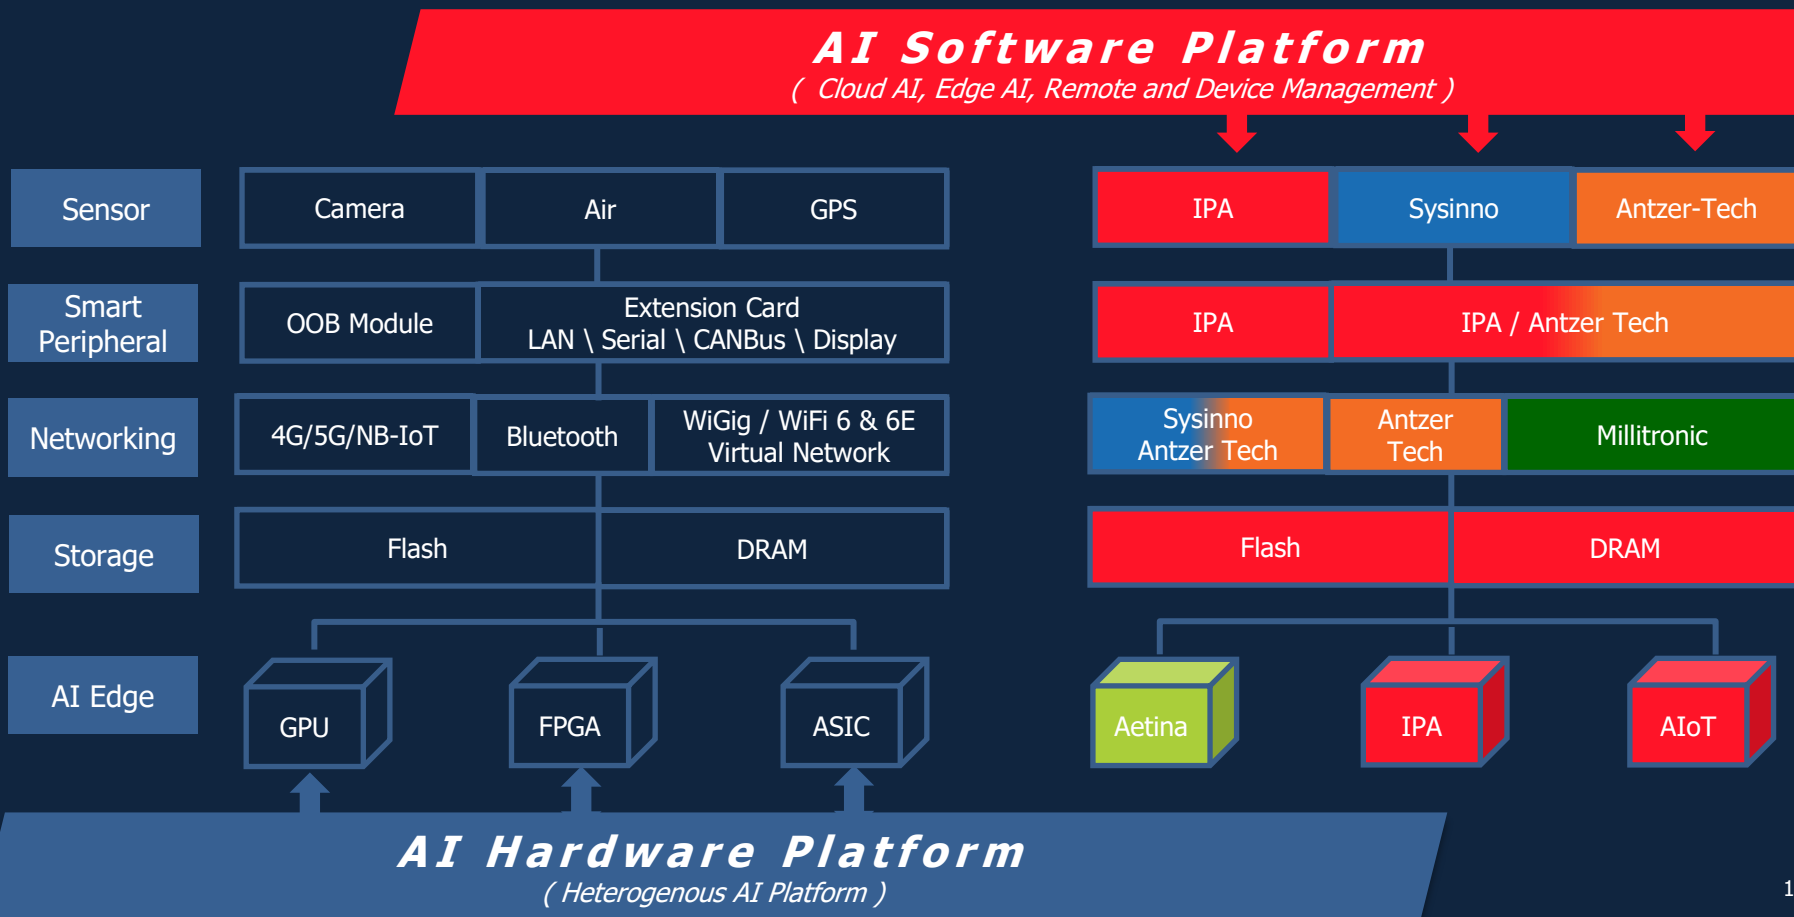 AI Software Platform
( Cloud AI, Edge AI, Remote and Device Management )
Sensor
Camera
Air
GPS
IPA
Sysinno
Antzer-Tech
Smart
Peripheral
OOB Module
Extension Card
LAN \ Serial \ CANBus \ Display
IPA
IPA / Antzer Tech
Networking
4G/5G/NB-IoT
Bluetooth
WiGig / WiFi 6 & 6E
Virtual Network
Sysinno
Antzer Tech
Antzer
Tech
Millitronic
Storage
Flash
DRAM
Flash
DRAM
AI Edge
GPU
FPGA
ASIC
Aetina
IPA
AIoT
AI Hardware Platform
( Heterogenous AI Platform )
1